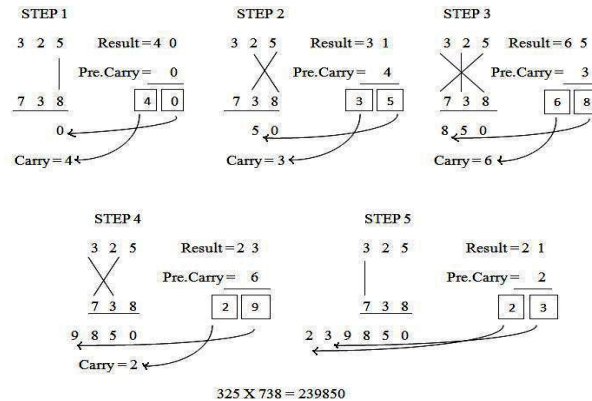 STEP 1
3 2 5
Result = 4 0
Pre.Carry = 0
7 3 8
4 0
0
Carry = 4
STEP 2
3 2 5
Result = 3 1
Pre.Carry = 4
7 3 8
3 5
5 0
Carry = 3
STEP 3
3 2 5
Result = 6 5
Pre.Carry = 3
7 3 8
6 8
8 5 0
Carry = 6
STEP 4
3 2 5
Result = 2 3
Pre.Carry = 6
7 3 8
2 9
9 8 5 0
Carry = 2
STEP 5
3 2 5
Result = 2 1
Pre.Carry = 2
7 3 8
2 3
2 3 9 8 5 0
325 X 738 = 239850